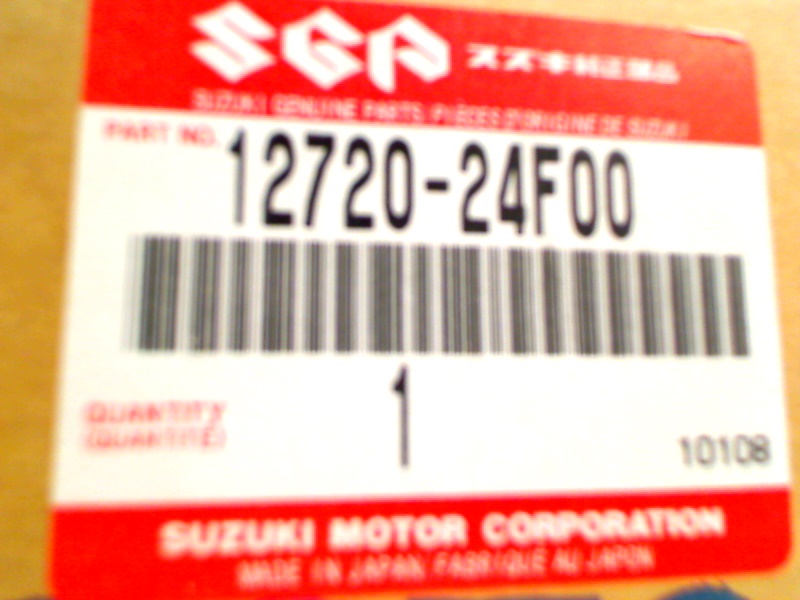 SGP スズキ純正部品
SUZUKI GENUINE PARTS/PIÈCES D'ORIGINE DE SUZUKI
PART NO. 12720-24F00
QUANTITY 1
(QUANTITÉ)
10108
SUZUKI MOTOR CORPORATION
MADE IN JAPAN/FABRIQUÉ AU JAPON